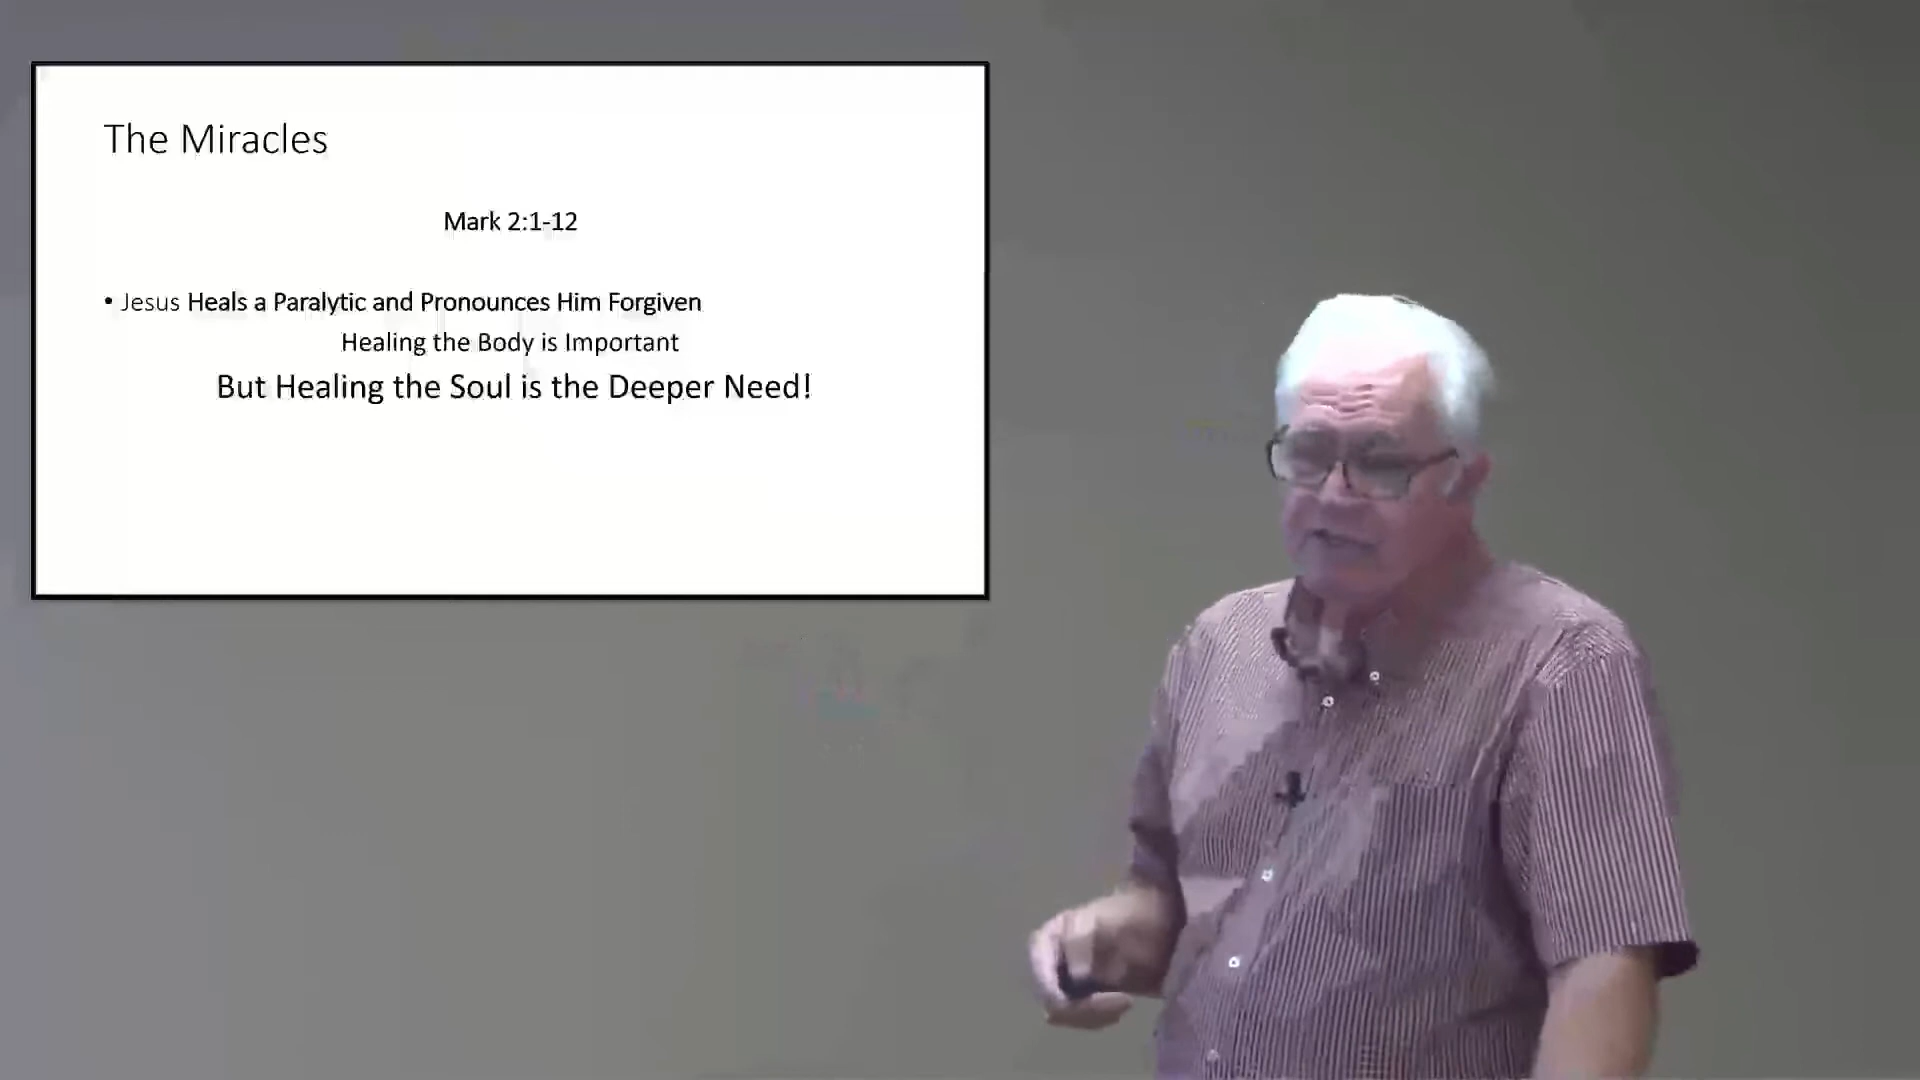 The Miracles
Mark 2:1-12
• Jesus Heals a Paralytic and Pronounces Him Forgiven
Healing the Body is Important
But Healing the Soul is the Deeper Need!